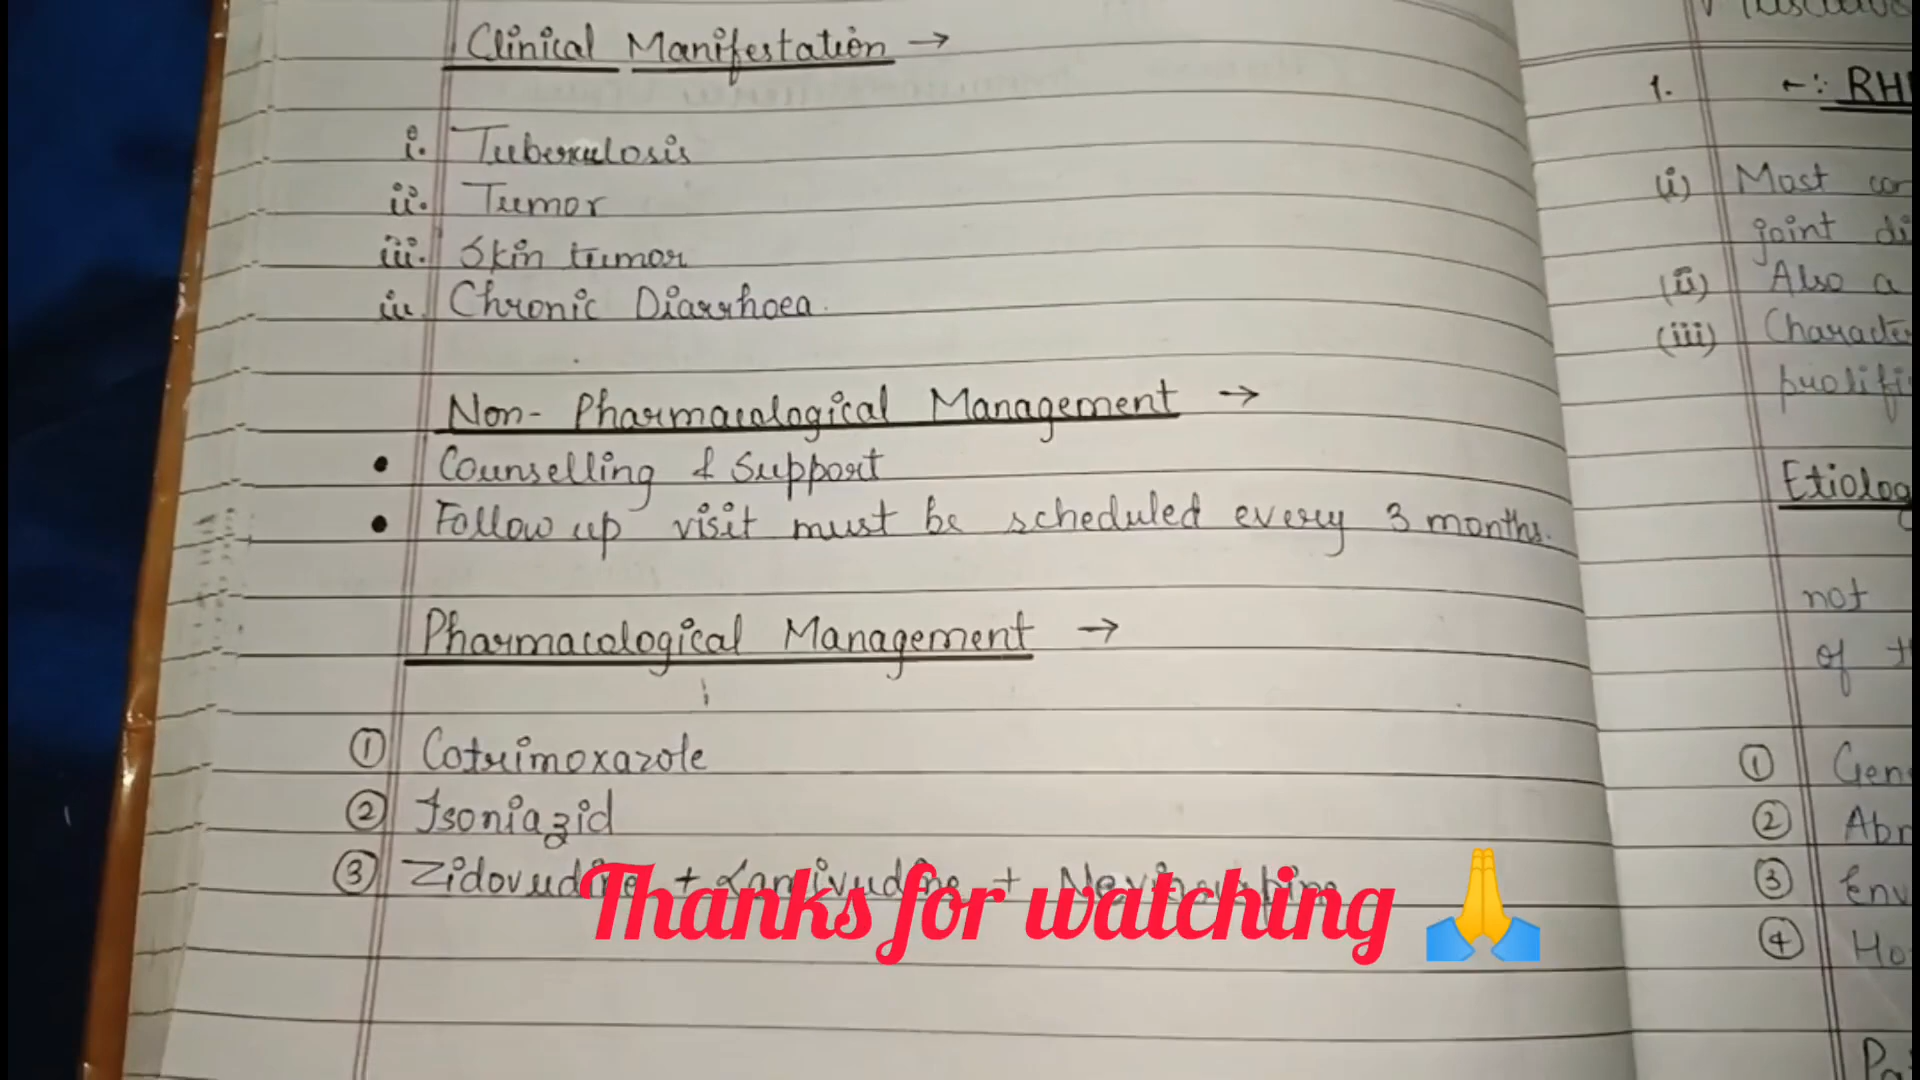 Clinical Manifestation →
i. Tuberculosis
ii. Tumor
iii. Skin tumor
iv. Chronic Diarrhoea.
Non- Pharmacological Management →
• Counselling & Support
• Follow up visit must be scheduled every 3 months.
Pharmacological Management →
① Cotrimoxazole
② Isoniazid
③ Zidovudine + Lamivudine +
Thanks for watching 🙏
1. ←: RH
(i) Most
joint
(ii) Also a
(iii)
Etiolog
not
of
①
②
③
④